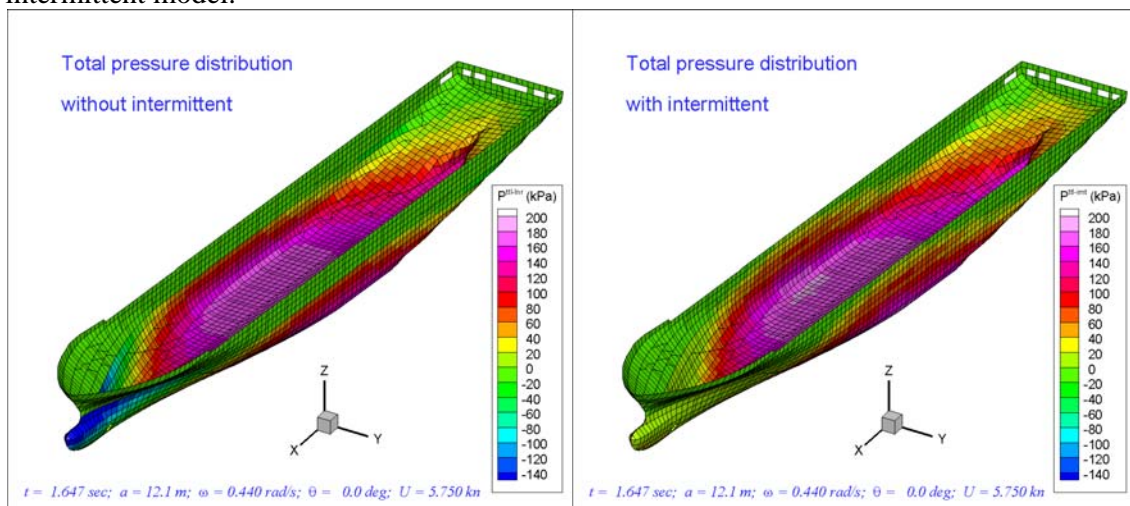 intermittent model.
Total pressure distribution
without intermittent
P^ttl-lnr (kPa)
200
180
160
140
120
100
80
60
40
20
0
-20
-40
-60
-80
-100
-120
-140
Z
X
Y
t = 1.647 sec; a = 12.1 m; ω = 0.440 rad/s; θ = 0.0 deg; U = 5.750 kn
Total pressure distribution
with intermittent
(kPa)
200
180
160
140
120
100
80
60
40
20
0
-20
-40
-60
-80
-100
-120
-140
Z
X
Y
t = 1.647 sec; a = 12.1 m; ω = 0.440 rad/s; θ = 0.0 deg; U = 5.750 kn